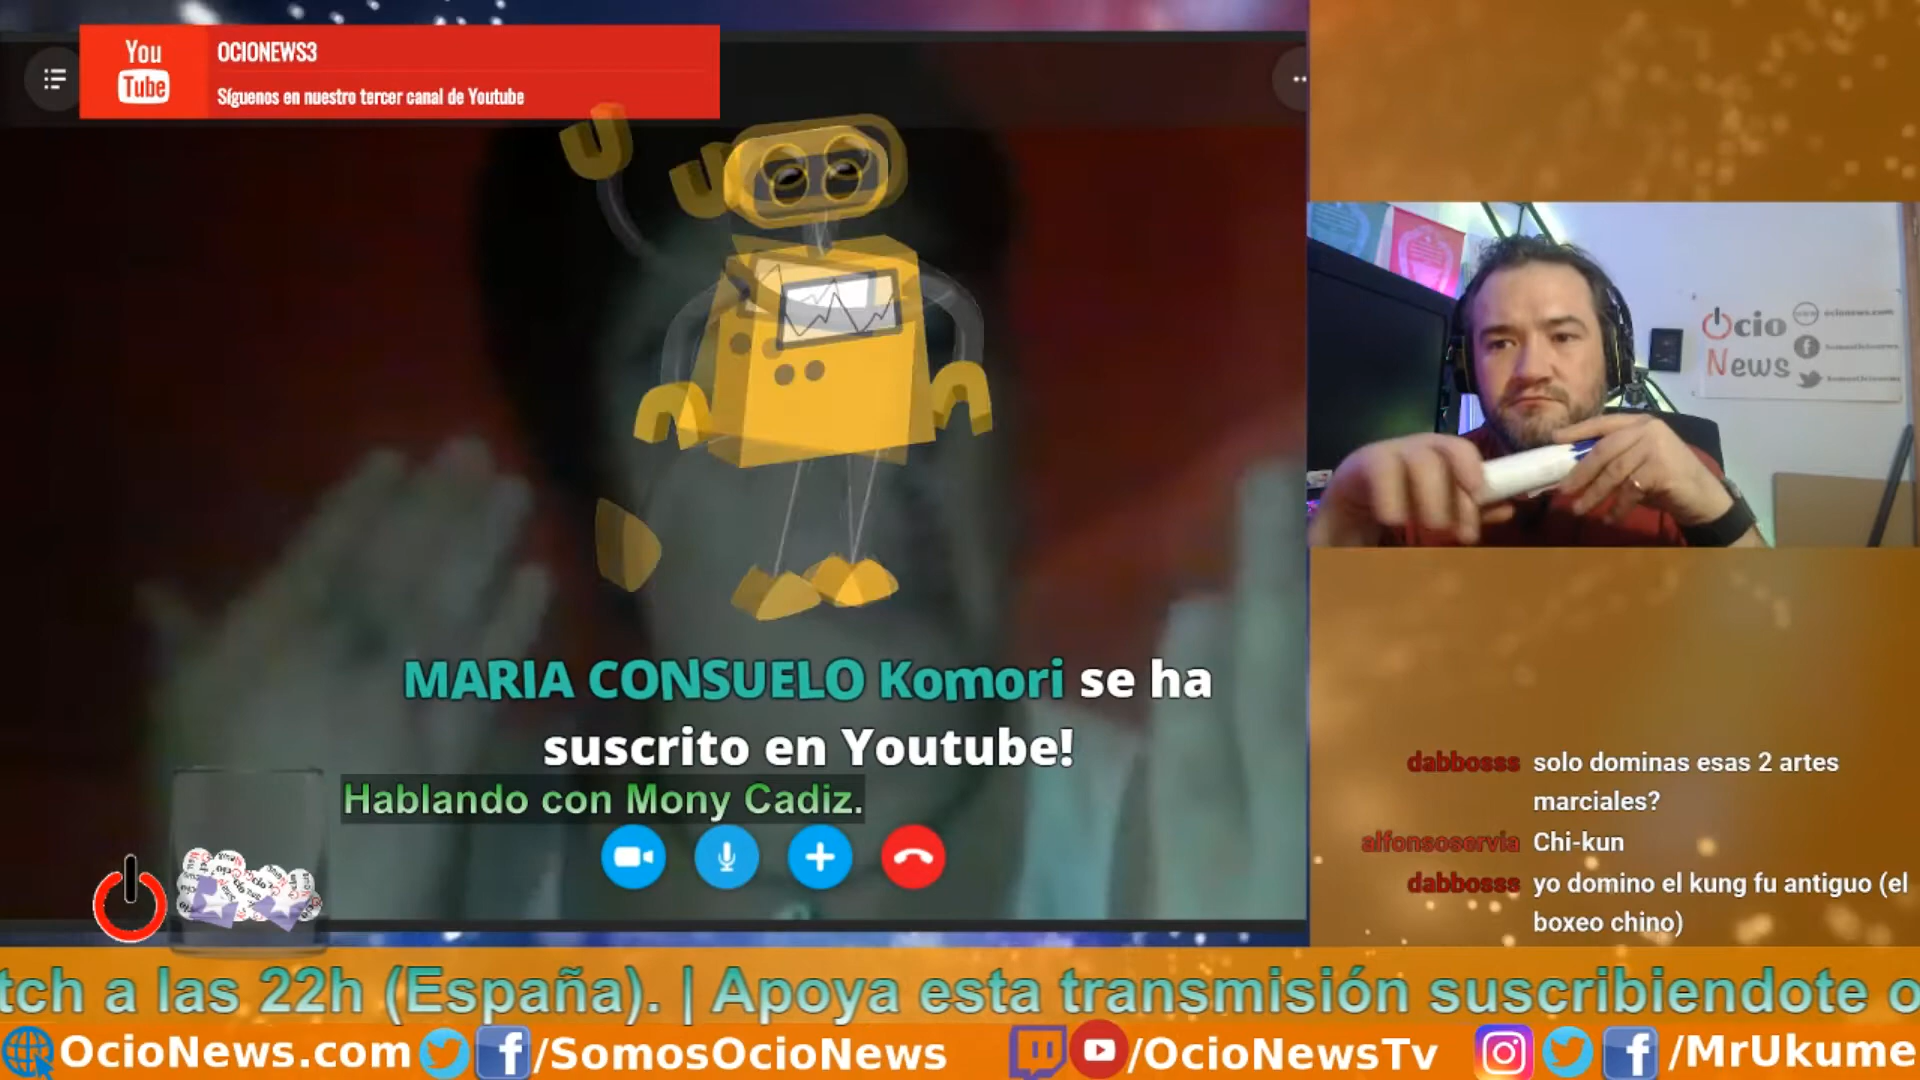 You
Tube
OCIONEWS3
Síguenos en nuestro tercer canal de Youtube
Ocio
News
ocionews.com
MARIA CONSUELO Komori se ha
suscrito en Youtube!
Hablando con Mony Cadiz.
dabbosss solo dominas esas 2 artes
marciales?
alfonsoservia Chi-kun
dabbosss yo domino el kung fu antiguo (el
boxeo chino)
tch a las 22h (España). | Apoya esta transmisión suscribiendote o
OcioNews.com /SomosOcioNews /OcioNewsTv /MrUkume